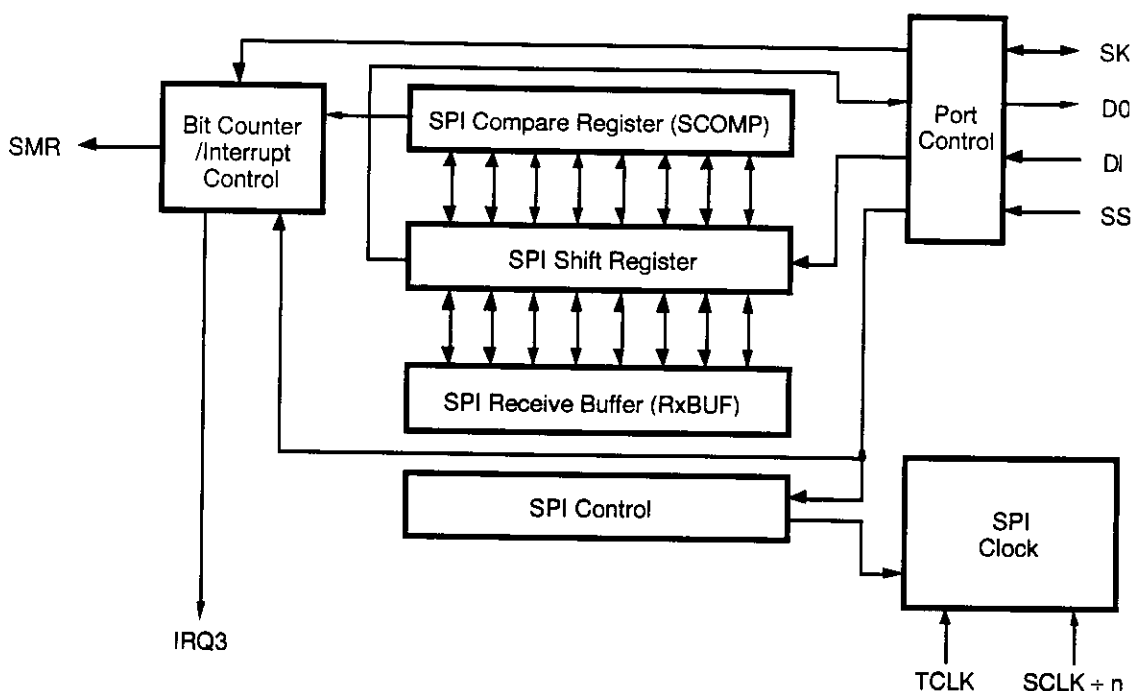 SMR
Bit Counter
/Interrupt
Control
IRQ3
SPI Compare Register (SCOMP)
SPI Shift Register
SPI Receive Buffer (RxBUF)
SPI Control
Port
Control
SK
D0
DI
SS
SPI
Clock
TCLK
SCLK ÷ n